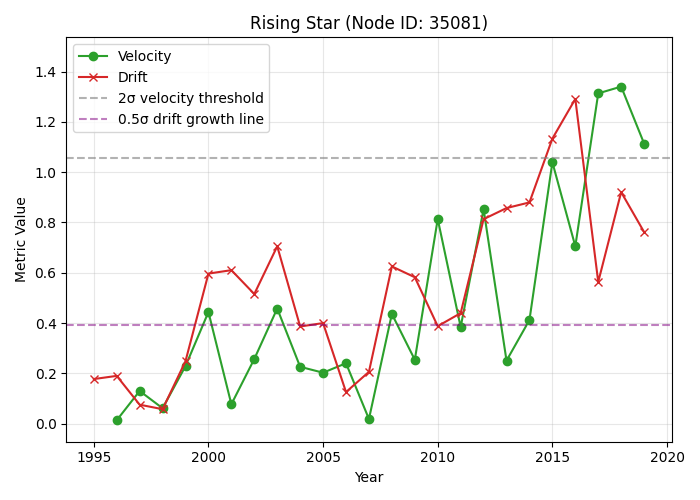 Rising Star (Node ID: 35081)
Velocity
Drift
2σ velocity threshold
0.5σ drift growth line
Metric Value
1.4
1.2
1.0
0.8
0.6
0.4
0.2
0.0
1995 2000 2005 2010 2015 2020
Year